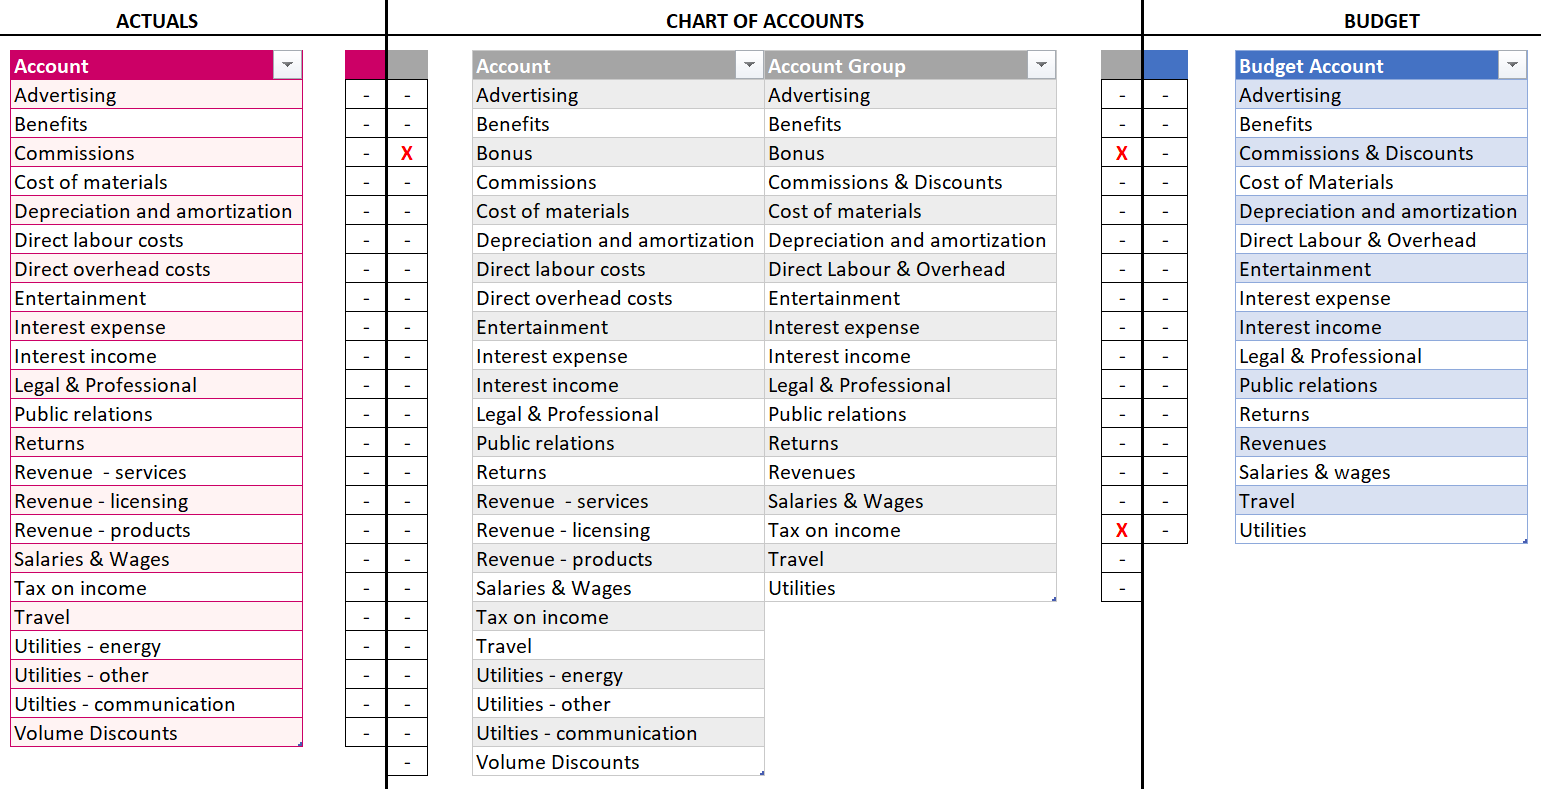 ACTUALS CHART OF ACCOUNTS BUDGET
Account Account Account Group Budget Account
Advertising - - Advertising Advertising - - Advertising
Benefits - - Benefits Benefits - - Benefits
Commissions - X Bonus Bonus X - Commissions & Discounts
Cost of materials - - Commissions Commissions & Discounts - - Cost of Materials
Depreciation and amortization - - Cost of materials Cost of materials - - Depreciation and amortization
Direct labour costs - - Depreciation and amortization Depreciation and amortization - - Direct Labour & Overhead
Direct overhead costs - - Direct labour costs Direct Labour & Overhead - - Entertainment
Entertainment - - Direct overhead costs Entertainment - - Interest expense
Interest expense - - Entertainment Interest expense - - Interest income
Interest income - - Interest expense Interest income - - Legal & Professional
Legal & Professional - - Interest income Legal & Professional - - Public relations
Public relations - - Legal & Professional Public relations - - Returns
Returns - - Public relations Returns - - Revenues
Revenue  - services - - Returns Revenues - - Salaries & wages
Revenue - licensing - - Revenue  - services Salaries & Wages - - Travel
Revenue - products - - Revenue - licensing Tax on income X - Utilities
Salaries & Wages - - Revenue - products Travel -
Tax on income - - Salaries & Wages Utilities -
Travel - - Tax on income
Utilities - energy - - Travel
Utilities - other - - Utilities - energy
Utilties - communication - - Utilities - other
Volume Discounts - - Utilties - communication
- Volume Discounts